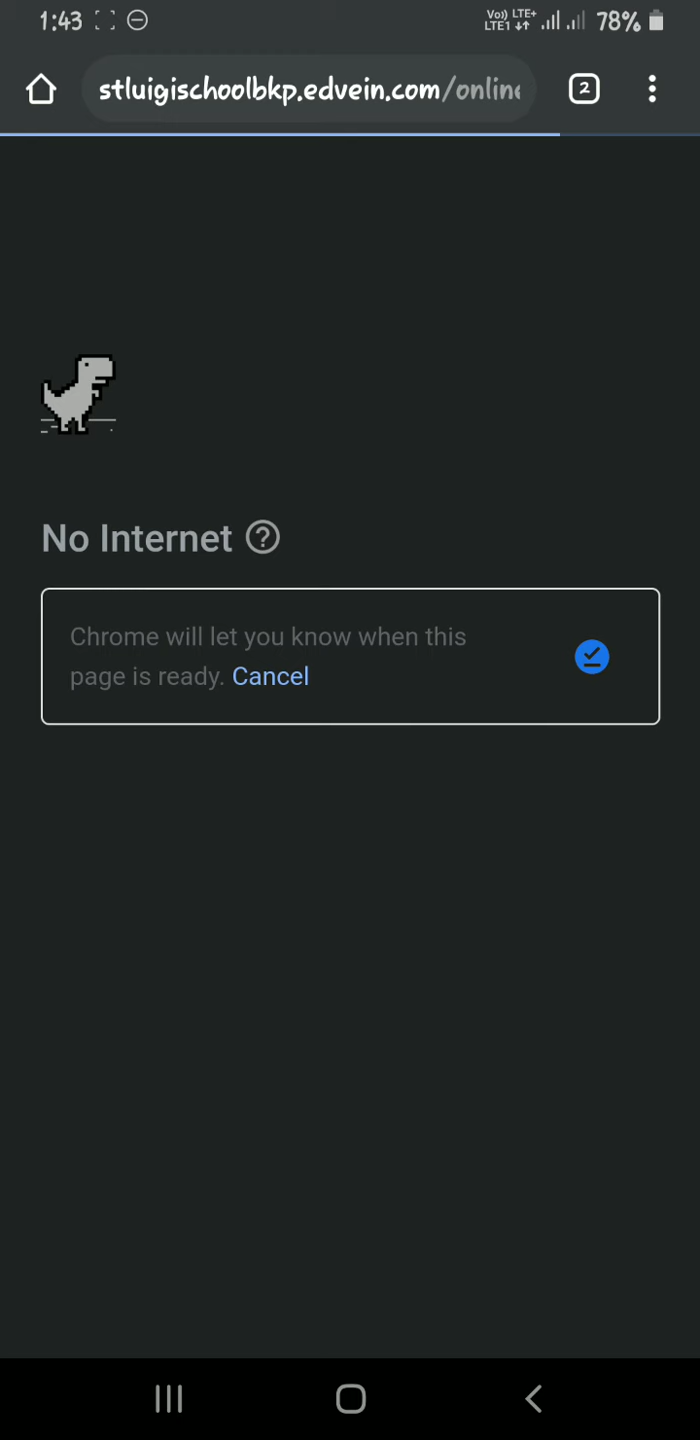 1:43 Vo)) LTE+ LTE1 78%
stluigischoolbkp.edvein.com/online
2
No Internet ?
Chrome will let you know when this
page is ready. Cancel